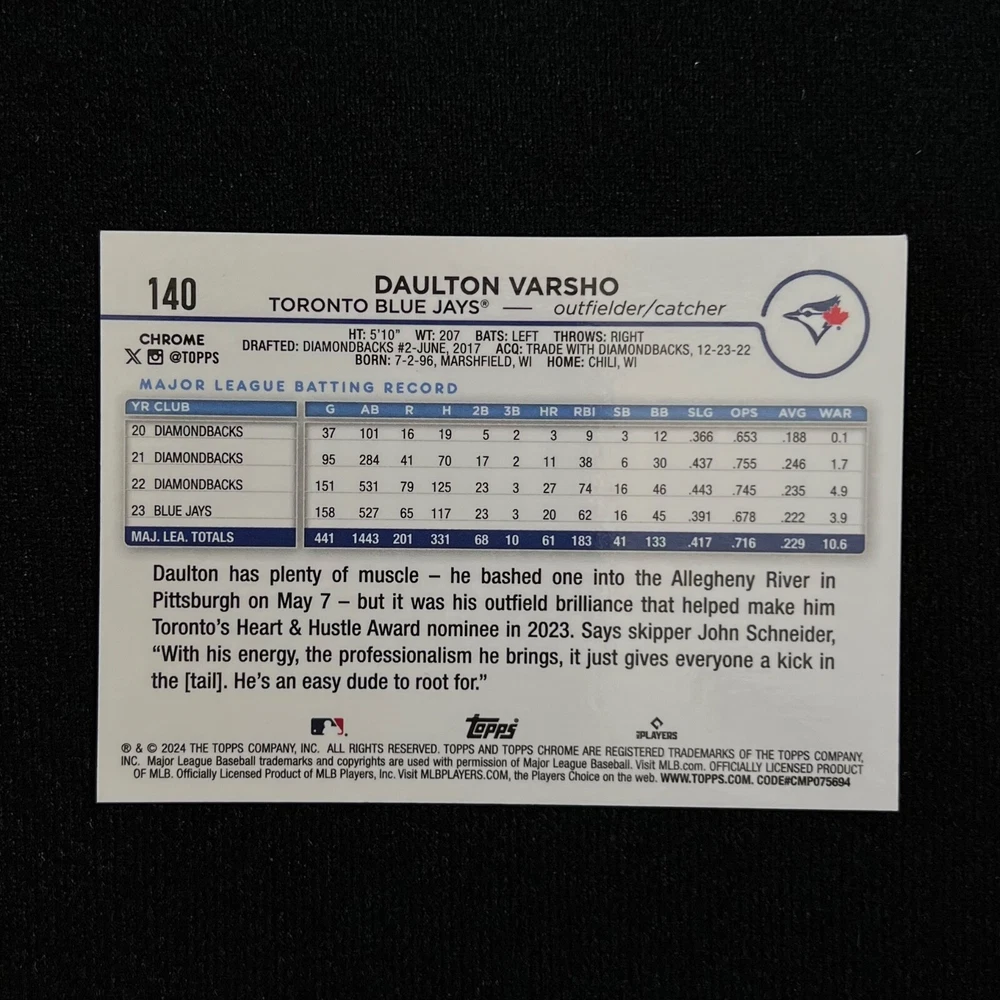 140
DAULTON VARSHO
TORONTO BLUE JAYS® — outfielder/catcher
CHROME
@TOPPS
HT: 5'10" WT: 207 BATS: LEFT THROWS: RIGHT
DRAFTED: DIAMONDBACKS #2-JUNE, 2017 ACQ: TRADE WITH DIAMONDBACKS, 12-23-22
BORN: 7-2-96, MARSHFIELD, WI HOME: CHILI, WI
MAJOR LEAGUE BATTING RECORD
YR CLUB G AB R H 2B 3B HR RBI SB BB SLG OPS AVG WAR
20 DIAMONDBACKS 37 101 16 19 5 2 3 9 3 12 .366 .653 .188 0.1
21 DIAMONDBACKS 95 284 41 70 17 2 11 38 6 30 .437 .755 .246 1.7
22 DIAMONDBACKS 151 531 79 125 23 3 27 74 16 46 .443 .745 .235 4.9
23 BLUE JAYS 158 527 65 117 23 3 20 62 16 45 .391 .678 .222 3.9
MAJ. LEA. TOTALS 441 1443 201 331 68 10 61 183 41 133 .417 .716 .229 10.6
Daulton has plenty of muscle – he bashed one into the Allegheny River in
Pittsburgh on May 7 – but it was his outfield brilliance that helped make him
Toronto's Heart & Hustle Award nominee in 2023. Says skipper John Schneider,
"With his energy, the professionalism he brings, it just gives everyone a kick in
the [tail]. He's an easy dude to root for."
Topps
PLAYERS
® & © 2024 THE TOPPS COMPANY, INC. ALL RIGHTS RESERVED. TOPPS AND TOPPS CHROME ARE REGISTERED TRADEMARKS OF THE TOPPS COMPANY,
INC. Major League Baseball trademarks and copyrights are used with permission of Major League Baseball. Visit MLB.com. OFFICIALLY LICENSED PRODUCT
OF MLB. Officially Licensed Product of MLB Players, Inc. Visit MLBPLAYERS.COM, the Players Choice on the web. WWW.TOPPS.COM. CODE#CMP075694